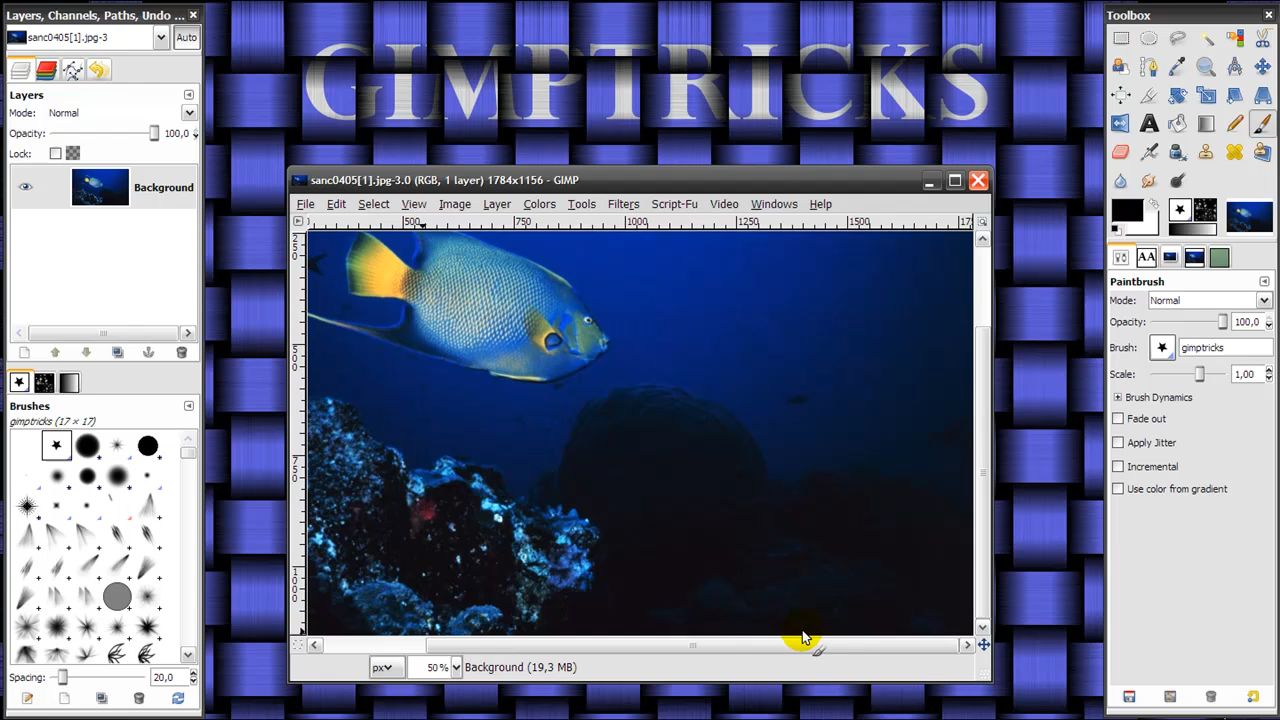 Layers, Channels, Paths, Undo ...
sanc0405[1].jpg-3
Auto
Layers
Mode: Normal
Opacity: 100,0
Lock:
Background
Brushes
gimptricks (17 × 17)
Spacing: 20,0
GIMPTRICKS
sanc0405[1].jpg-3.0 (RGB, 1 layer) 1784x1156 - GIMP
File Edit Select View Image Layer Colors Tools Filters Script-Fu Video Windows Help
500 750 1000 1250 1500
250
500
750
1000
px 50% Background (19,3 MB)
Toolbox
Paintbrush
Mode: Normal
Opacity: 100,0
Brush: gimptricks
Scale: 1,00
Brush Dynamics
Fade out
Apply Jitter
Incremental
Use color from gradient